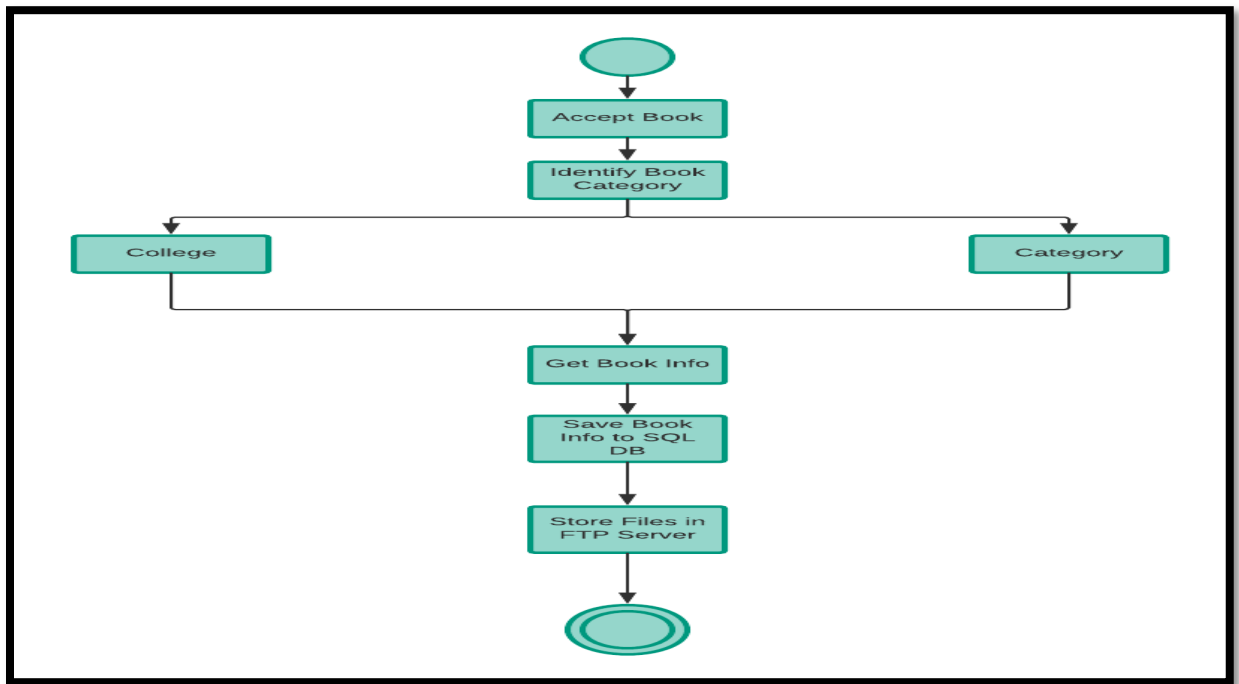 Accept Book
Identify Book
Category
College
Category
Get Book Info
Save Book
Info to SQL
DB
Store Files in
FTP Server